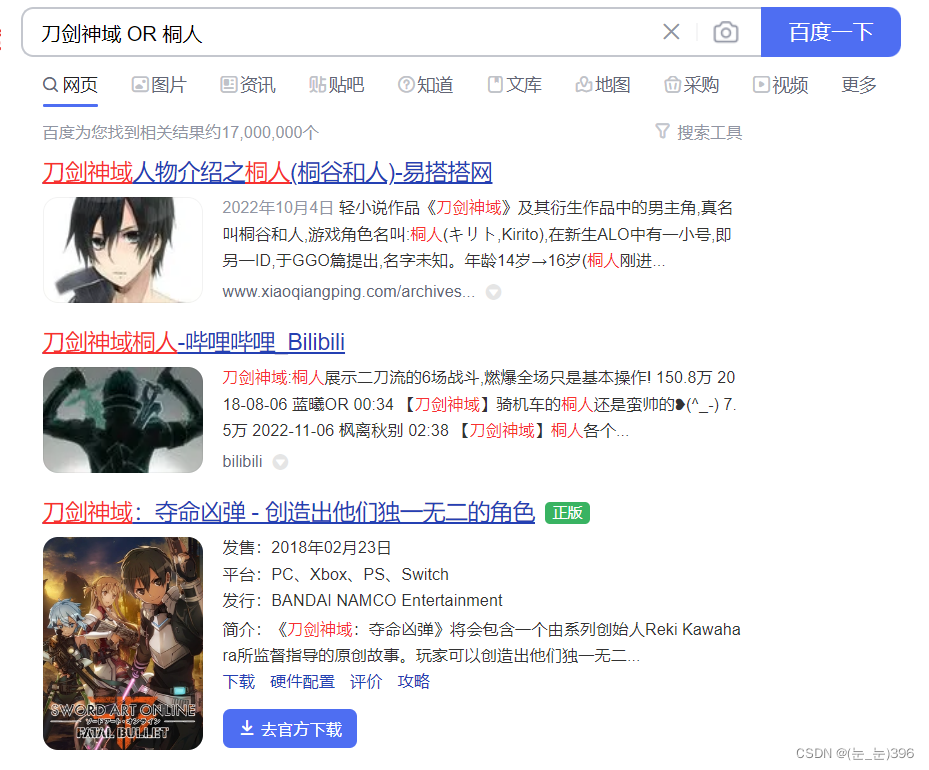 刀剑神域 OR 桐人
百度一下
网页 图片 资讯 贴吧 知道 文库 地图 采购 视频 更多
百度为您找到相关结果约17,000,000个 搜索工具
刀剑神域人物介绍之桐人(桐谷和人)-易搭搭网
2022年10月4日 轻小说作品《刀剑神域》及其衍生作品中的男主角,真名
叫桐谷和人,游戏角色名叫:桐人(キリト,Kirito),在新生ALO中有一小号,即
另一ID,于GGO篇提出,名字未知。年龄14岁→16岁(桐人刚进...
www.xiaoqiangping.com/archives...
刀剑神域桐人-哔哩哔哩_Bilibili
刀剑神域:桐人展示二刀流的6场战斗,燃爆全场只是基本操作! 150.8万 20
18-08-06 蓝曦OR 00:34 【刀剑神域】骑机车的桐人还是蛮帅的❥(^_-) 7.
5万 2022-11-06 枫离秋别 02:38 【刀剑神域】桐人各个...
bilibili
刀剑神域：夺命凶弹 - 创造出他们独一无二的角色 正版
发售：2018年02月23日
平台：PC、Xbox、PS、Switch
发行：BANDAI NAMCO Entertainment
简介：《刀剑神域：夺命凶弹》将会包含一个由系列创始人Reki Kawaha
ra所监督指导的原创故事。玩家可以创造出他们独一无二...
下载 硬件配置 评价 攻略
去官方下载
SWORD ART ONLINE
ソードアート・オンライン
FATAL BULLET
CSDN @(眩_眩)396